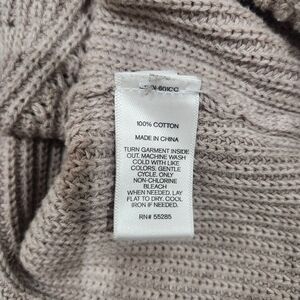 100% COTTON
MADE IN CHINA
TURN GARMENT INSIDE
OUT. MACHINE WASH
COLD WITH LIKE
COLORS, GENTLE
CYCLE. ONLY
NON-CHLORINE
BLEACH
WHEN NEEDED. LAY
FLAT TO DRY. COOL
IRON IF NEEDED.
RN# 55285